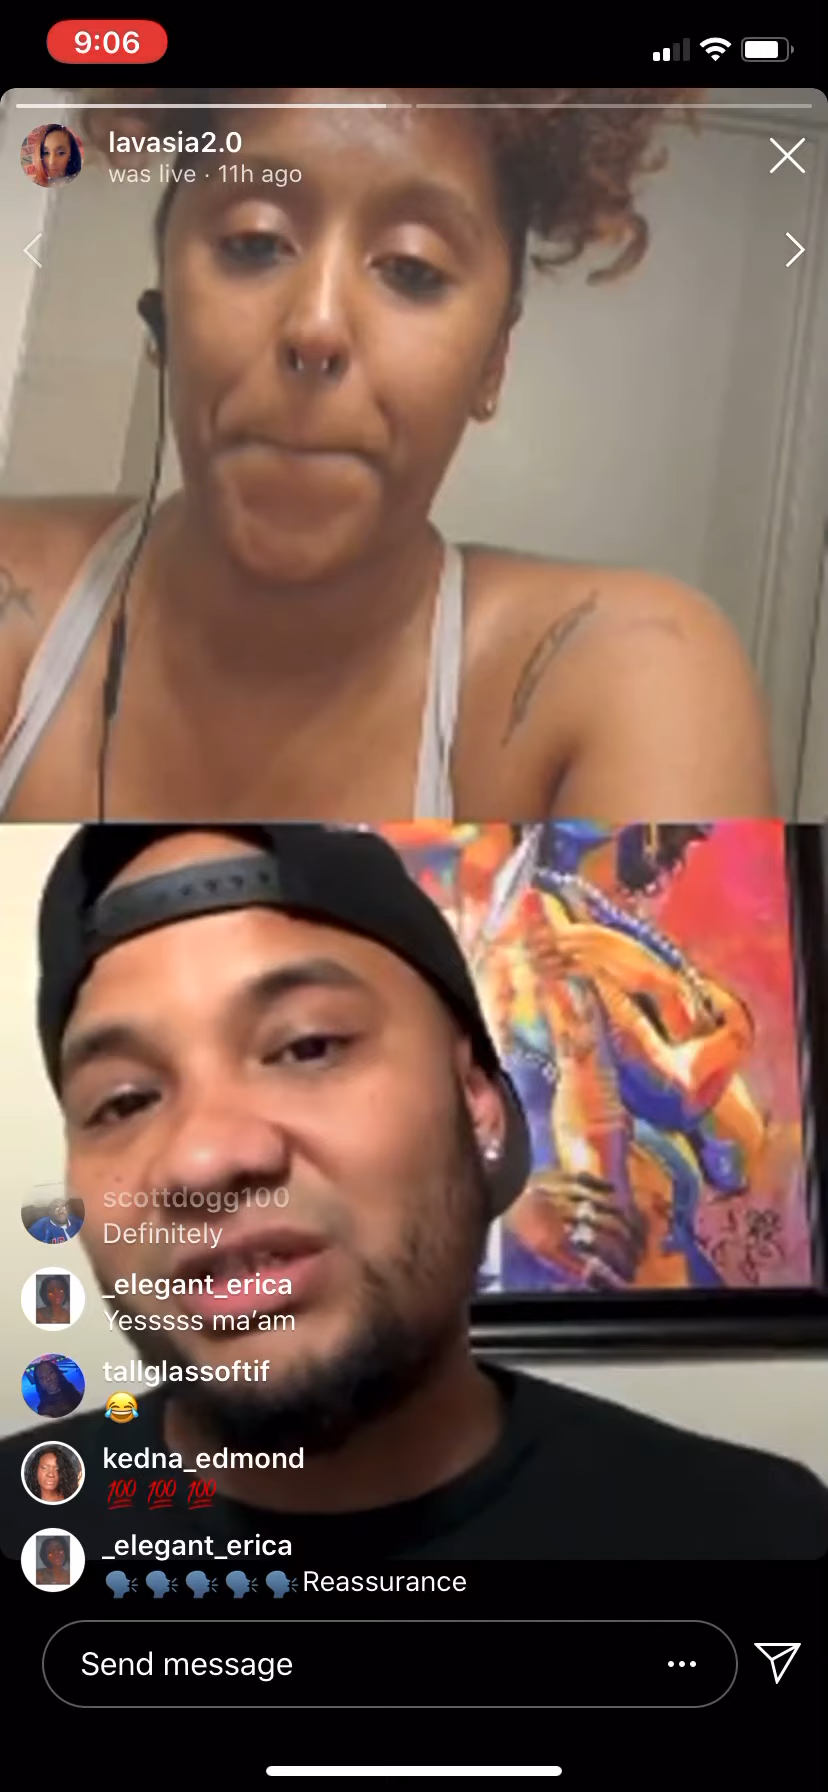 9:06
lavasia2.0
was live · 11h ago
scottdogg100
Definitely
_elegant_erica
Yesssss ma’am
tallglassoftif
😂
kedna_edmond
💯 💯 💯
_elegant_erica
🗣🗣🗣🗣🗣Reassurance
Send message